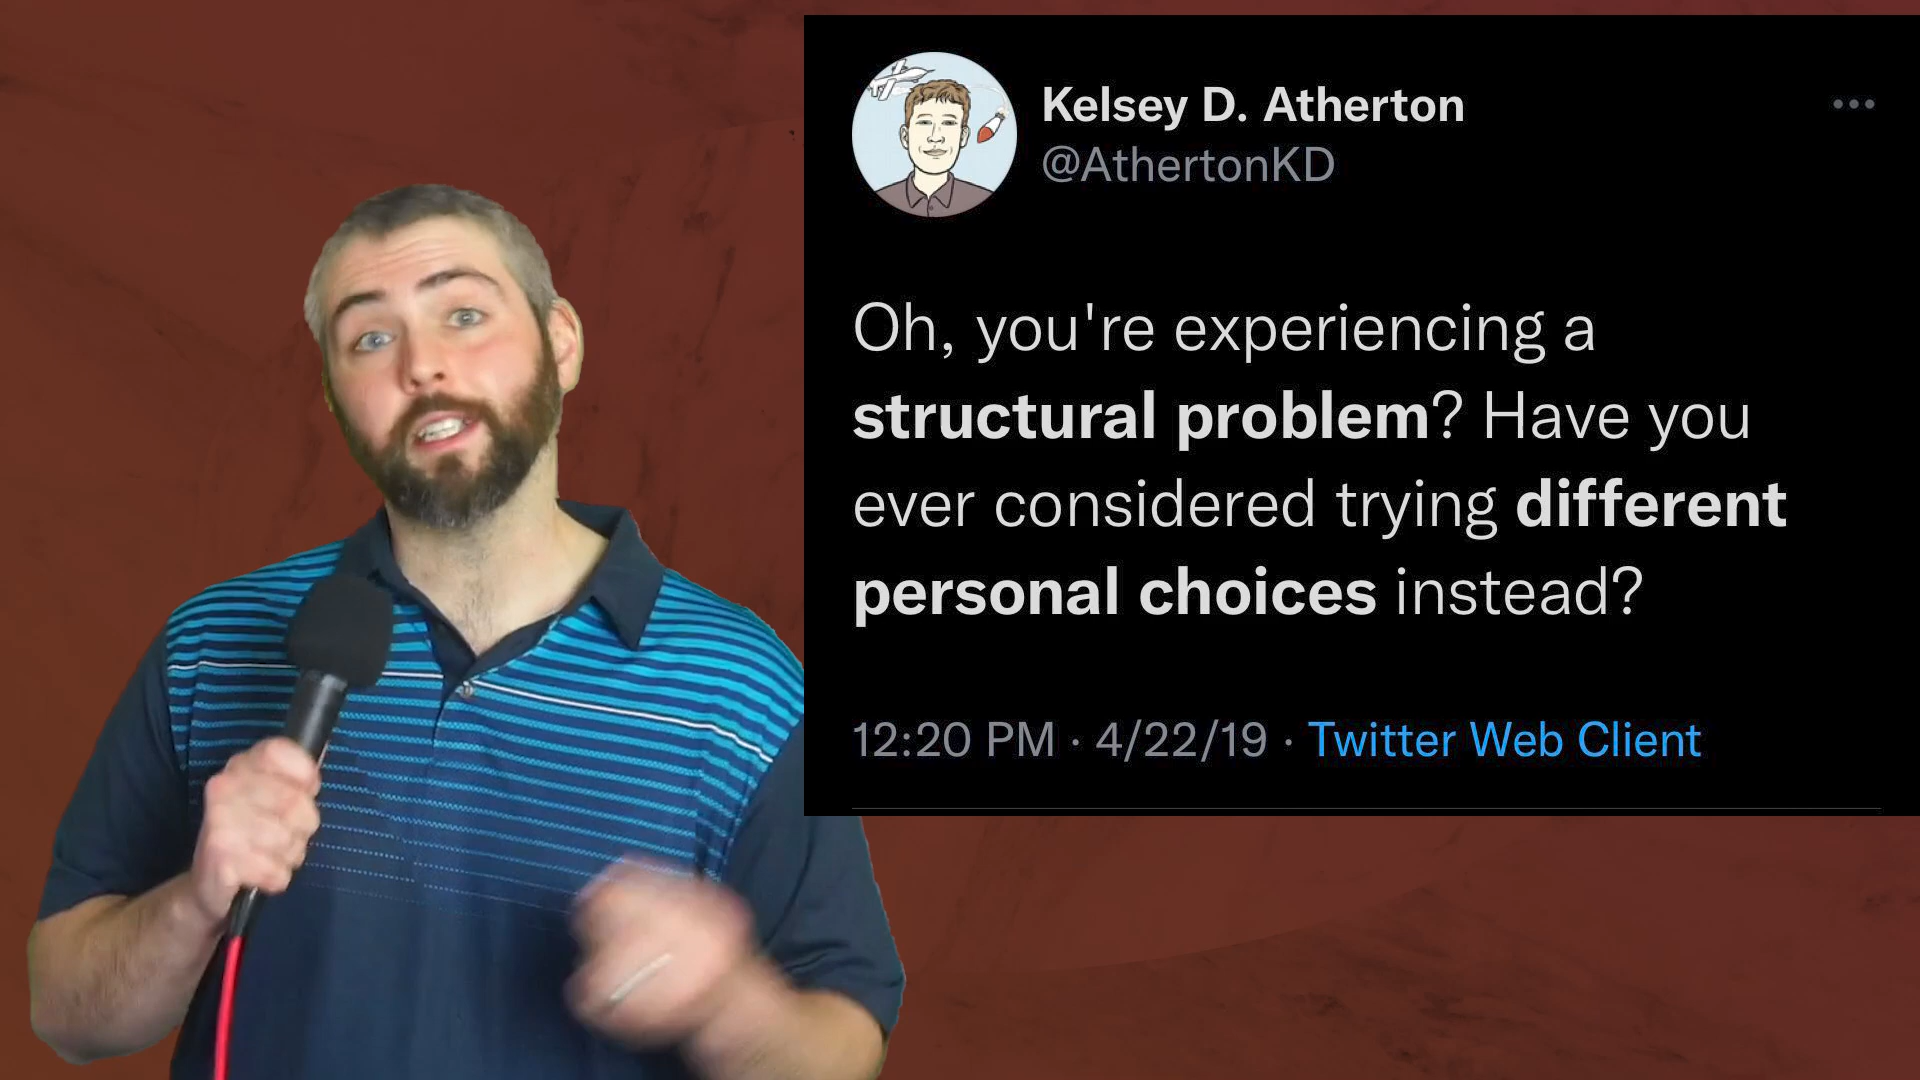 Kelsey D. Atherton
@AthertonKD
Oh, you're experiencing a
structural problem? Have you
ever considered trying different
personal choices instead?
12:20 PM · 4/22/19 · Twitter Web Client